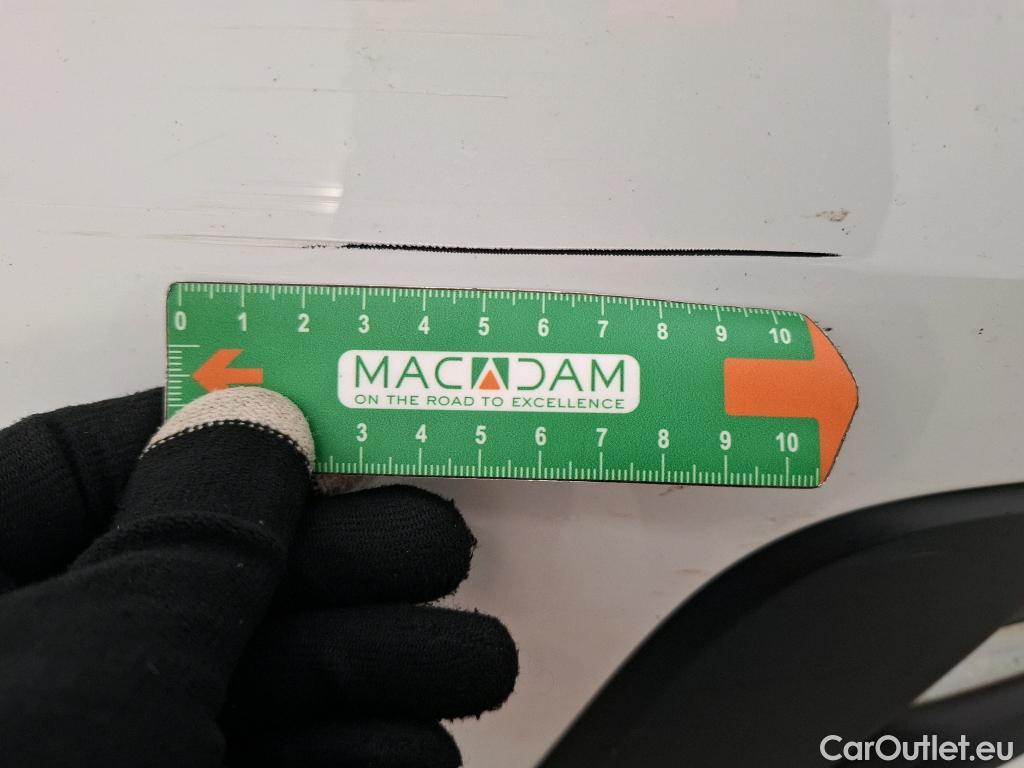 0 1 2 3 4 5 6 7 8 9 10
MACADAM
ON THE ROAD TO EXCELLENCE
3 4 5 6 7 8 9 10
CarOutlet.eu